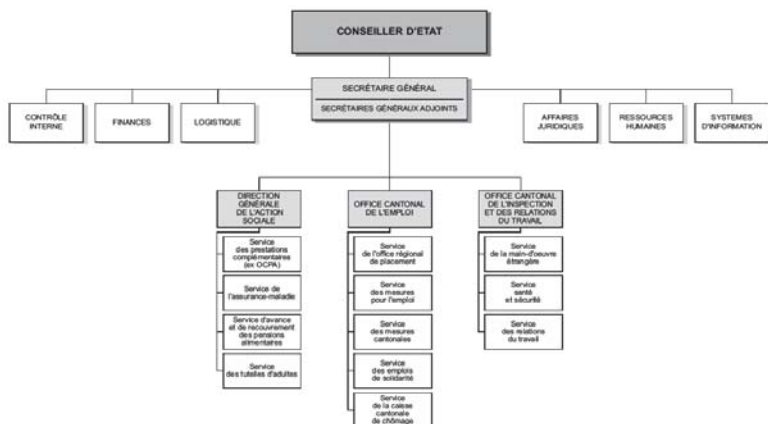 CONSEILLER D'ETAT
SECRÉTAIRE GÉNÉRAL
SECRÉTAIRES GÉNÉRAUX ADJOINTS
CONTRÔLE
INTERNE
FINANCES
LOGISTIQUE
AFFAIRES
JURIDIQUES
RESSOURCES
HUMAINES
SYSTEMES
D'INFORMATION
DIRECTION
GÉNÉRALE
DE L'ACTION
SOCIALE
Service
des prestations
complémentaires
(ex OCPA)
Service de
l'assurance-maladie
Service d'avance
et de recouvrement
des pensions
alimentaires
Service
des tutelles d'adultes
OFFICE CANTONAL
DE L'EMPLOI
Service
de l'office régional
de placement
Service
des mesures
pour l'emploi
Service
des mesures
cantonales
Service
des emplois
de solidarité
Service
de la caisse
cantonale
de chômage
OFFICE CANTONAL
DE L'INSPECTION
ET DES RELATIONS
DU TRAVAIL
Service
de la main-d'oeuvre
étrangère
Service
santé
et sécurité
Service
des relations
du travail